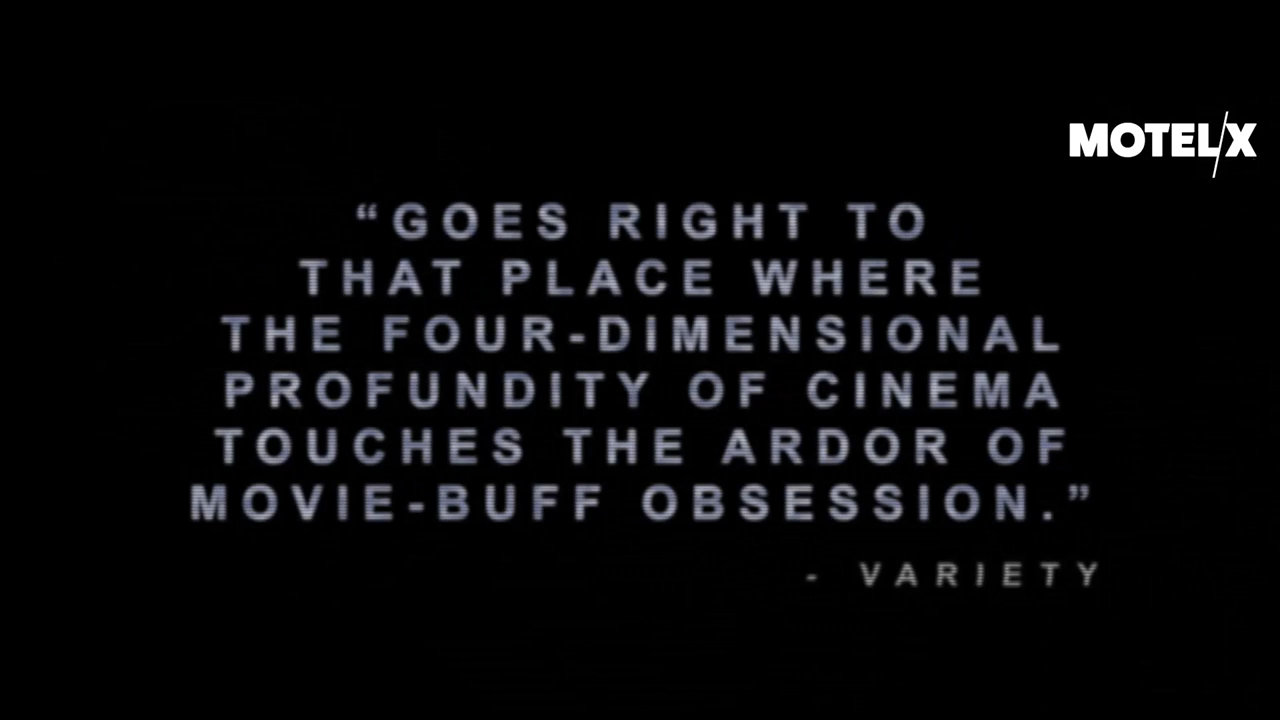 MOTEL/X
“GOES RIGHT TO
THAT PLACE WHERE
THE FOUR-DIMENSIONAL
PROFUNDITY OF CINEMA
TOUCHES THE ARDOR OF
MOVIE-BUFF OBSESSION.”
- VARIETY